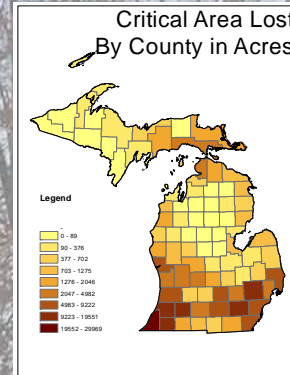 Critical Area Lost
By County in Acres
Legend
0 - 89
90 - 376
377 - 702
703 - 1275
1276 - 2046
2047 - 4982
4983 - 9222
9223 - 19551
19552 - 29969